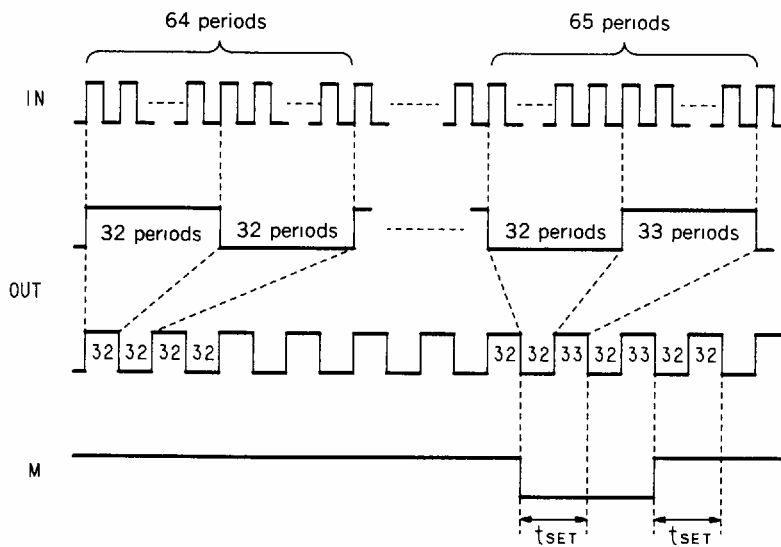 64 periods 65 periods
IN
32 periods 32 periods 32 periods 33 periods
OUT
32 32 32 32 32 32 33 32 33 32 32
M
tSET tSET